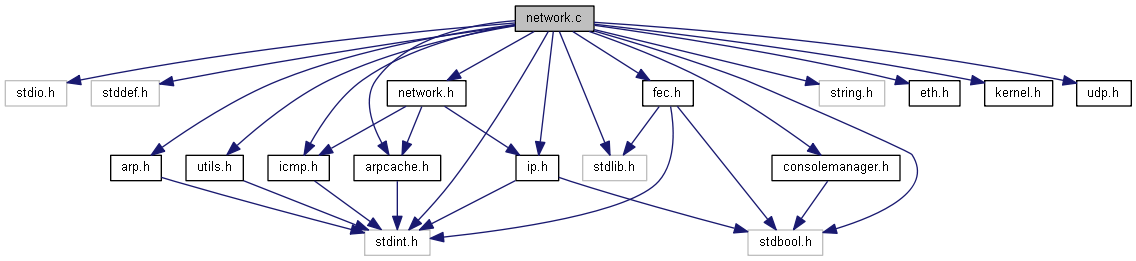 network.c
stdio.h
stddef.h
network.h
fec.h
string.h
eth.h
kernel.h
udp.h
arp.h
utils.h
icmp.h
arpcache.h
ip.h
stdlib.h
consolemanager.h
stdint.h
stdbool.h